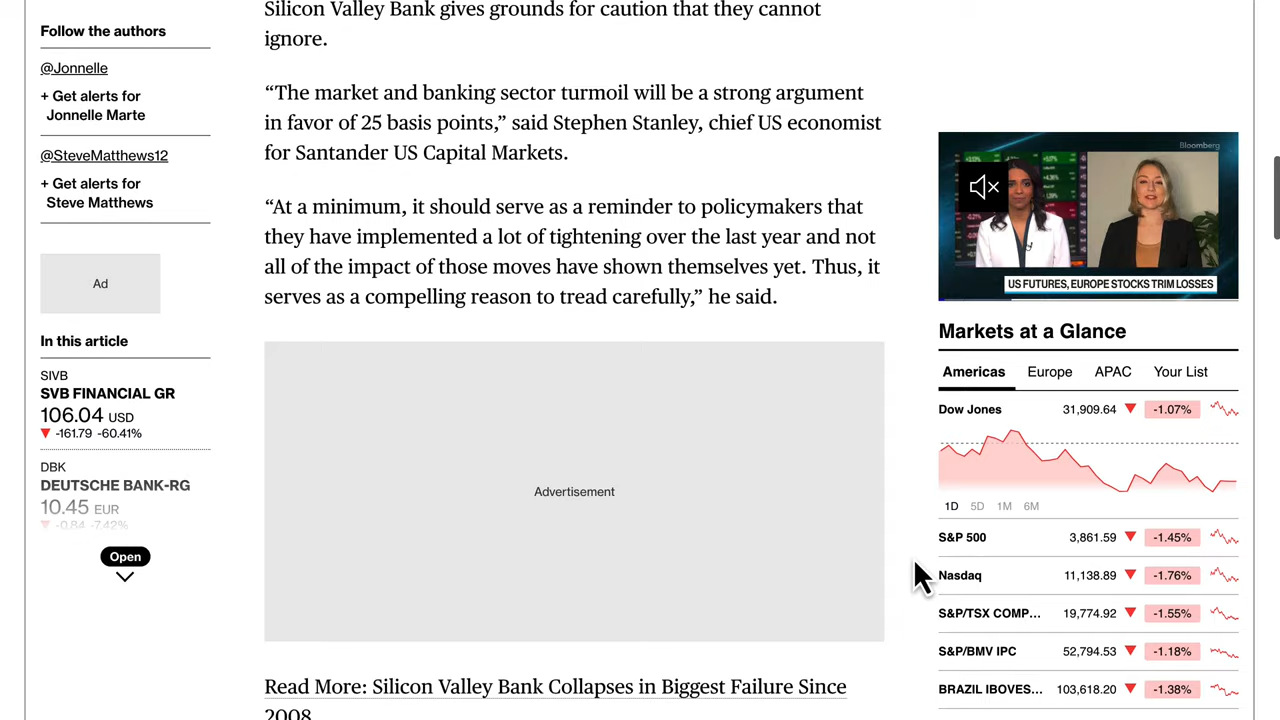 Follow the authors
@Jonnelle
+ Get alerts for
Jonnelle Marte
@SteveMatthews12
+ Get alerts for
Steve Matthews
Ad
In this article
SIVB
SVB FINANCIAL GR
106.04 USD
▼ -161.79 -60.41%
DBK
DEUTSCHE BANK-RG
10.45 EUR
▼ -0.84 -7.42%
Open
Silicon Valley Bank gives grounds for caution that they cannot
ignore.
“The market and banking sector turmoil will be a strong argument
in favor of 25 basis points,” said Stephen Stanley, chief US economist
for Santander US Capital Markets.
“At a minimum, it should serve as a reminder to policymakers that
they have implemented a lot of tightening over the last year and not
all of the impact of those moves have shown themselves yet. Thus, it
serves as a compelling reason to tread carefully,” he said.
Advertisement
Read More: Silicon Valley Bank Collapses in Biggest Failure Since
2008
Bloomberg
US FUTURES, EUROPE STOCKS TRIM LOSSES
Markets at a Glance
Americas Europe APAC Your List
Dow Jones 31,909.64 ▼ -1.07%
1D 5D 1M 6M
S&P 500 3,861.59 ▼ -1.45%
Nasdaq 11,138.89 ▼ -1.76%
S&P/TSX COMP... 19,774.92 ▼ -1.55%
S&P/BMV IPC 52,794.53 ▼ -1.18%
BRAZIL IBOVES... 103,618.20 ▼ -1.38%